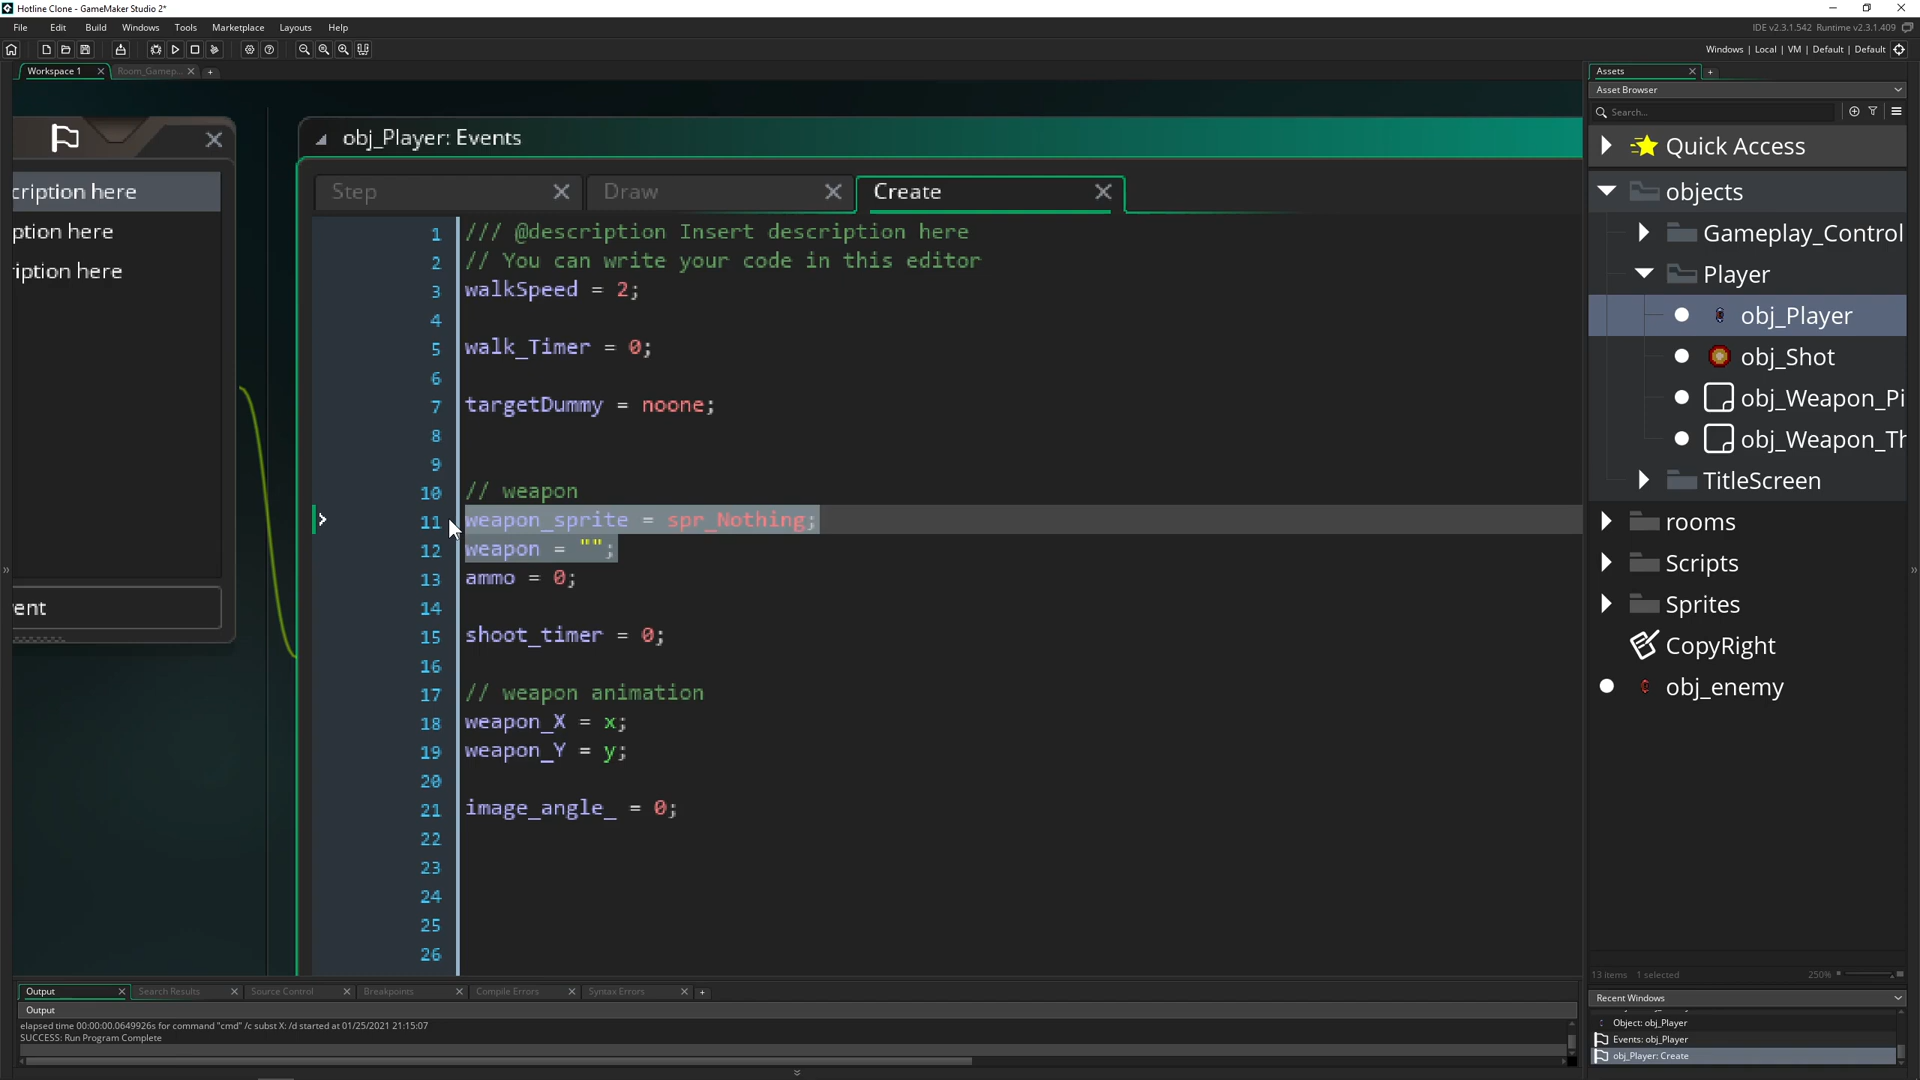 Hotline Clone - GameMaker Studio 2*
File Edit Build Windows Tools Marketplace Layouts Help
IDE v2.3.1.542 Runtime v2.3.1.409
Windows | Local | VM | Default | Default
Workspace 1
Room_Gamep...
Assets
Asset Browser
Search...
obj_Player: Events
cription here
ption here
iption here
ent
Step
Draw
Create
1 /// @description Insert description here
2 // You can write your code in this editor
3 walkSpeed = 2;
4
5 walk_Timer = 0;
6
7 targetDummy = noone;
8
9
10 // weapon
11 weapon_sprite = spr_Nothing;
12 weapon = "";
13 ammo = 0;
14
15 shoot_timer = 0;
16
17 // weapon animation
18 weapon_X = x;
19 weapon_Y = y;
20
21 image_angle_ = 0;
22
23
24
25
26
Quick Access
objects
Gameplay_Control
Player
obj_Player
obj_Shot
obj_Weapon_Pi
obj_Weapon_Th
TitleScreen
rooms
Scripts
Sprites
CopyRight
obj_enemy
13 items 1 selected
250%
Recent Windows
Object: obj_Player
Events: obj_Player
obj_Player: Create
Output
Search Results
Source Control
Breakpoints
Compile Errors
Syntax Errors
Output
elapsed time 00:00:00.0649926s for command "cmd" /c subst X: /d started at 01/25/2021 21:15:07
SUCCESS: Run Program Complete